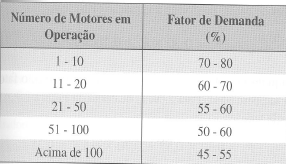 Número de Motores em Fator de Demanda
Operação (%)
1 - 10 70 - 80
11 - 20 60 - 70
21 - 50 55 - 60
51 - 100 50 - 60
Acima de 100 45 - 55